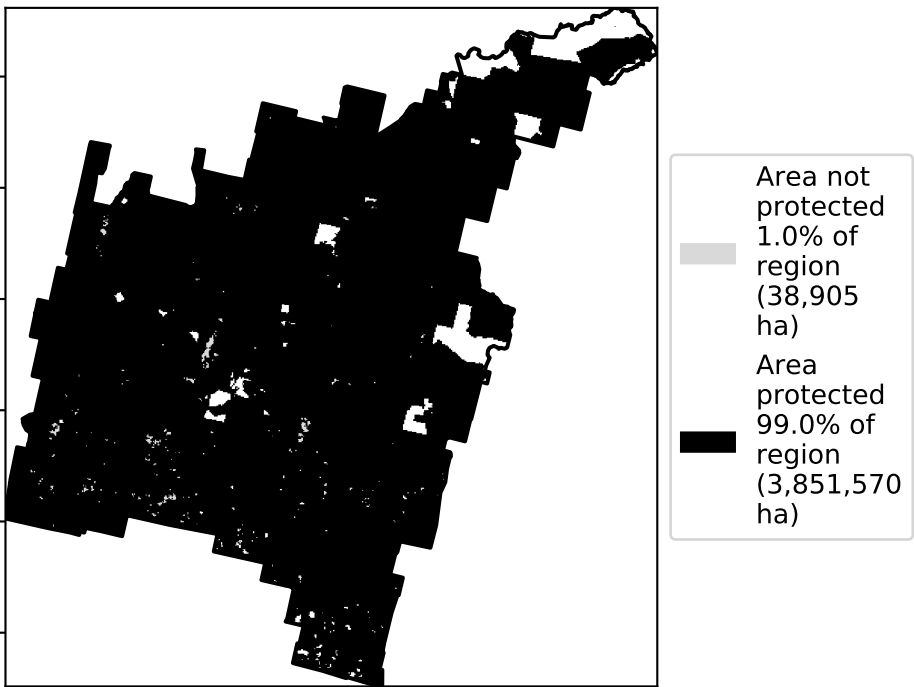 Area not
protected
1.0% of
region
(38,905
ha)
Area
protected
99.0% of
region
(3,851,570
ha)